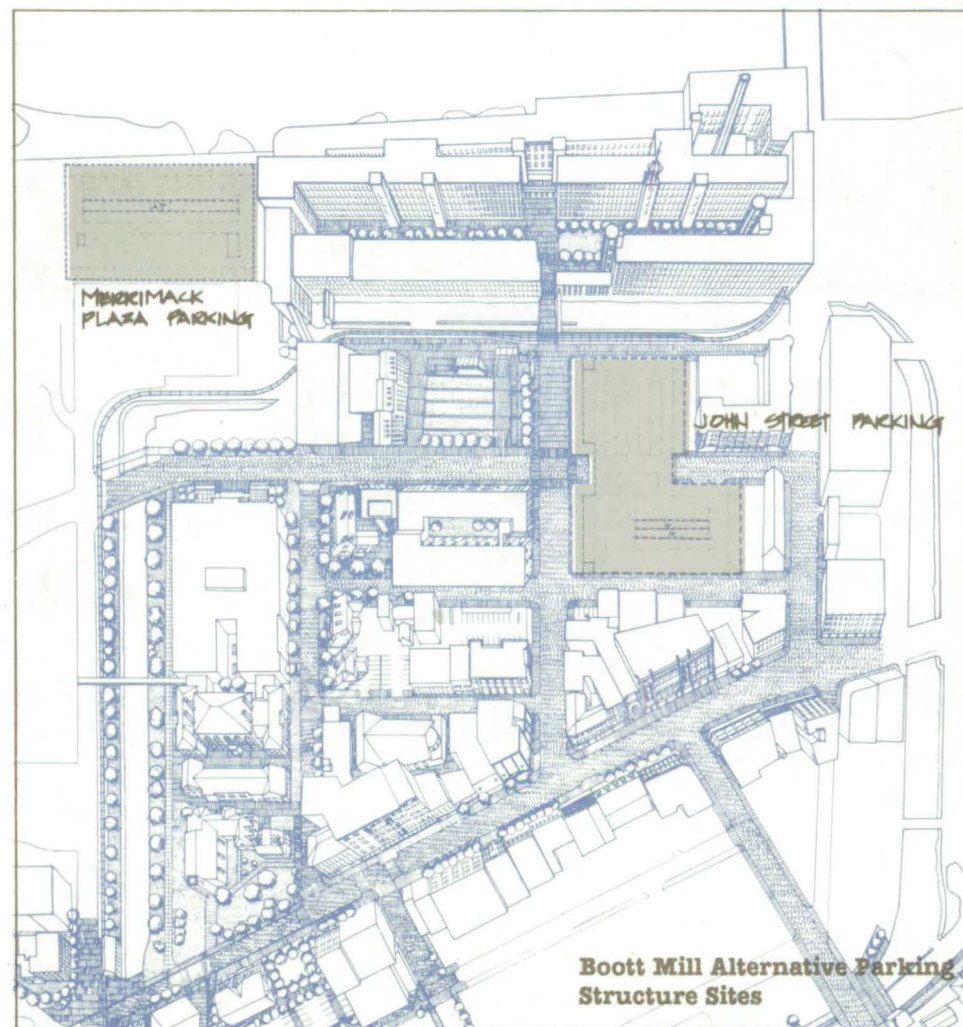 MERRIMACK
PLAZA PARKING
JOHN STREET PARKING
Boott Mill Alternative Parking
Structure Sites